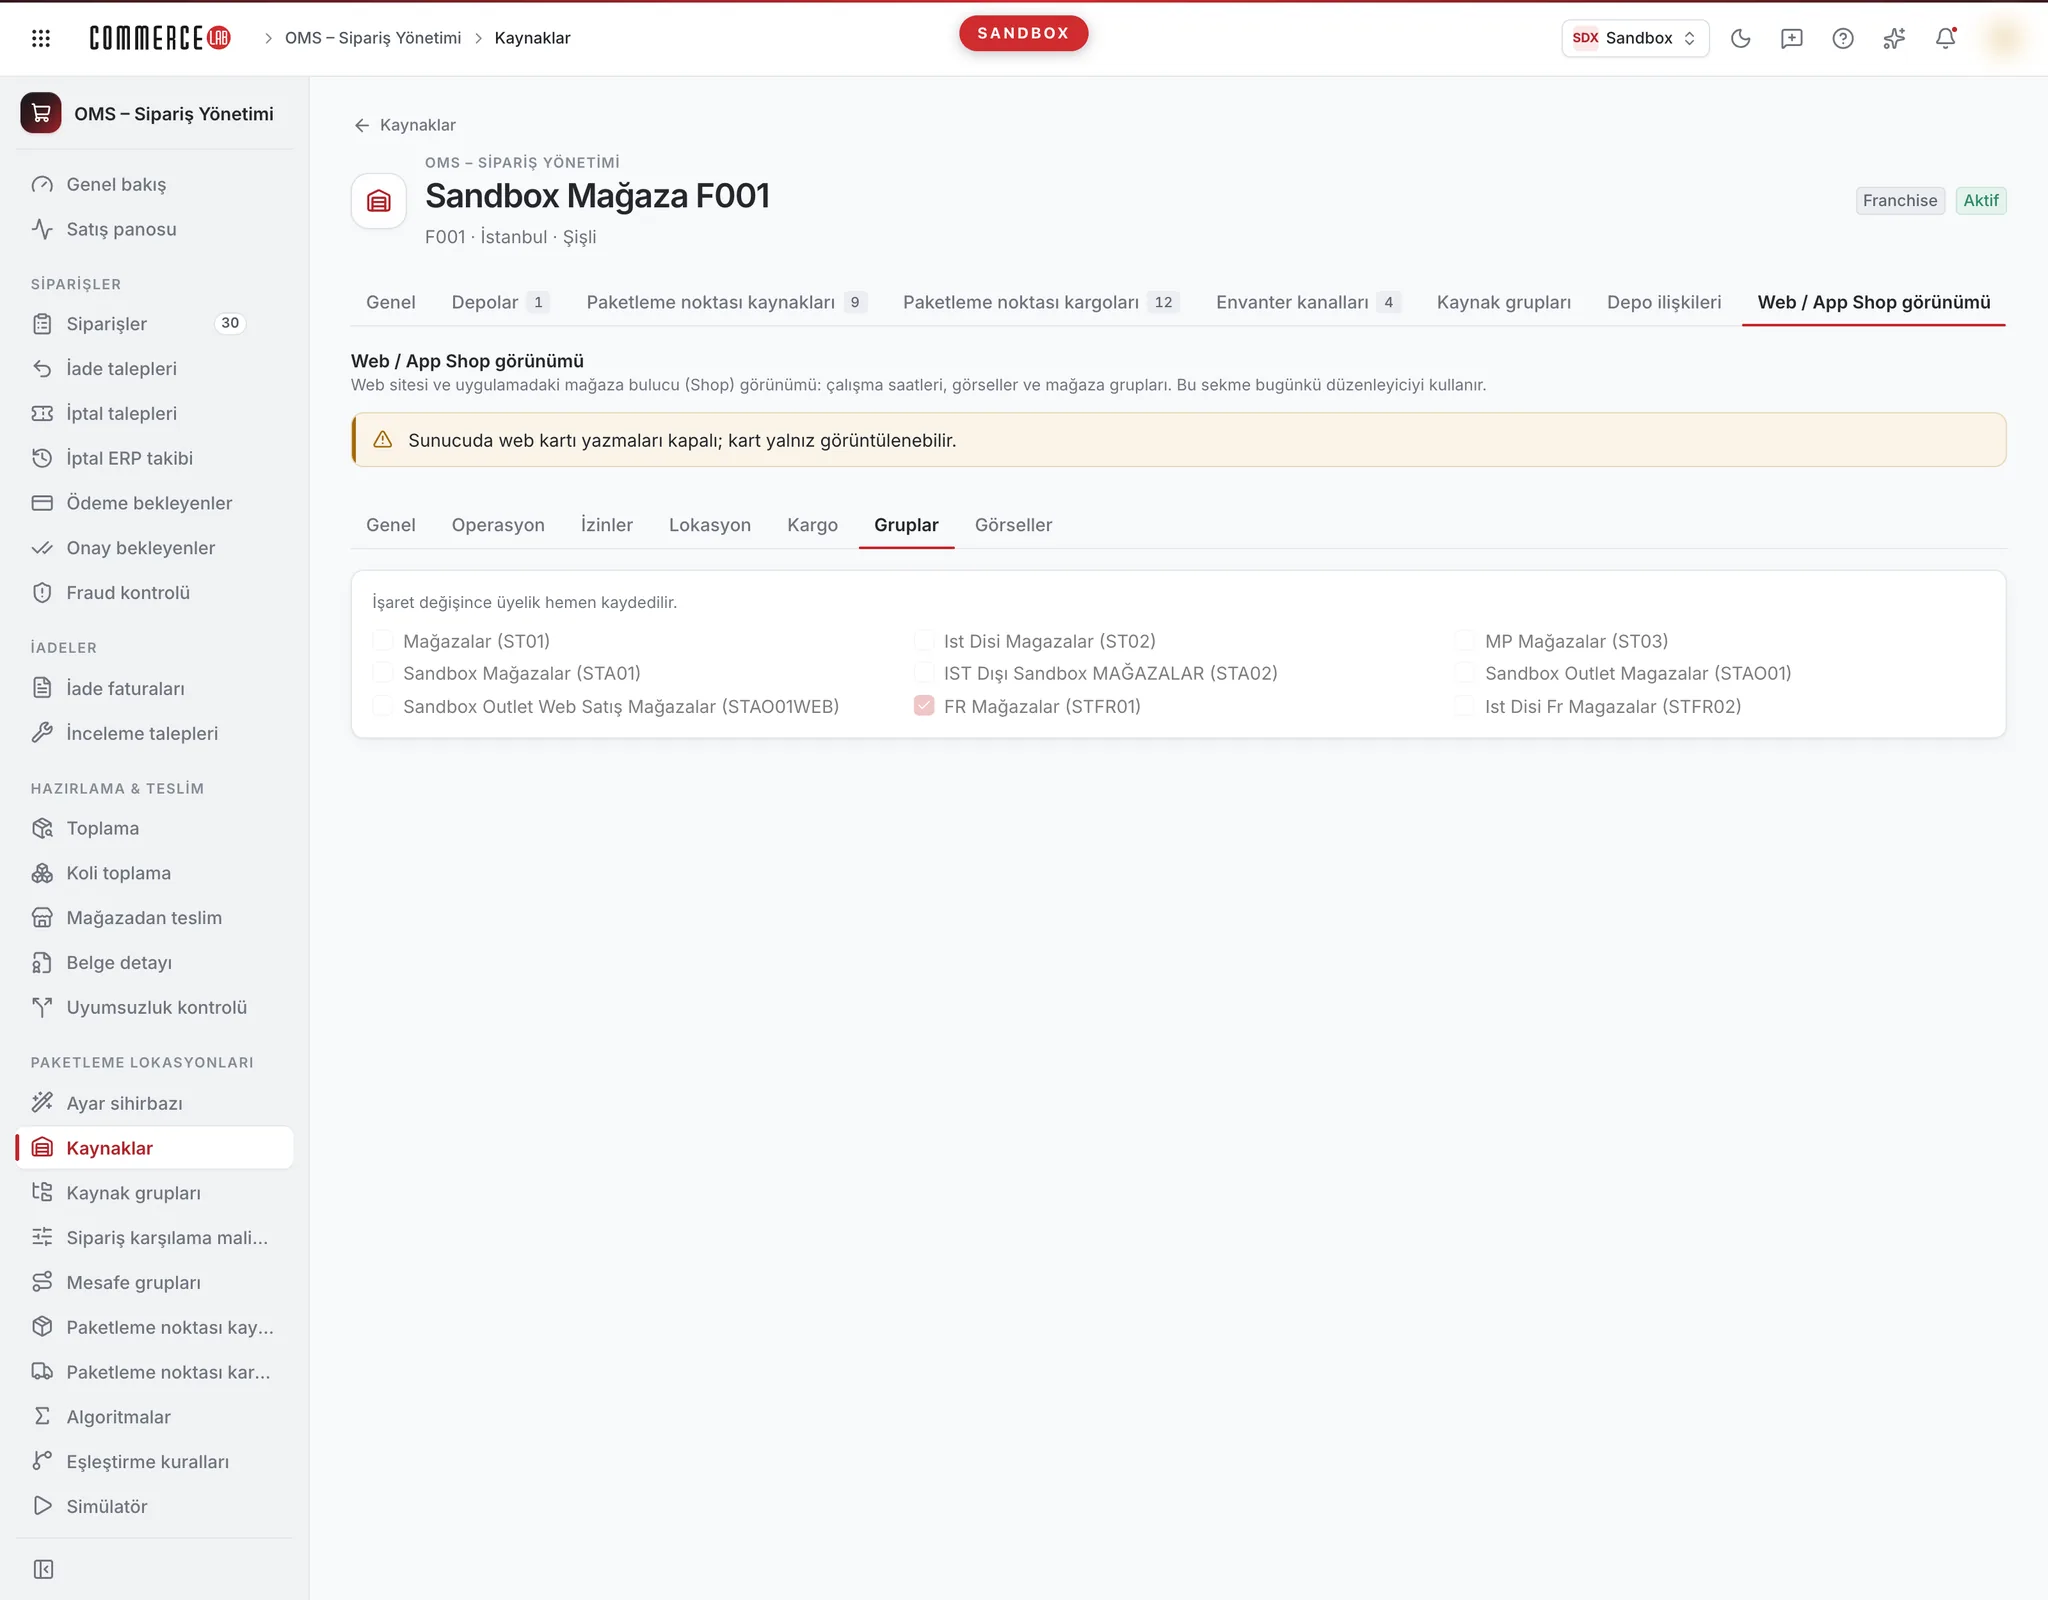 COMMERCE LAB
OMS – Sipariş Yönetimi
Kaynaklar
SANDBOX
SDX Sandbox
OMS – Sipariş Yönetimi
Genel bakış
Satış panosu
SİPARİŞLER
Siparişler 30
İade talepleri
İptal talepleri
İptal ERP takibi
Ödeme bekleyenler
Onay bekleyenler
Fraud kontrolü
İADELER
İade faturaları
İnceleme talepleri
HAZIRLAMA & TESLİM
Toplama
Koli toplama
Mağazadan teslim
Belge detayı
Uyumsuzluk kontrolü
PAKETLEME LOKASYONLARI
Ayar sihirbazı
Kaynaklar
Kaynak grupları
Sipariş karşılama mali...
Mesafe grupları
Paketleme noktası kay...
Paketleme noktası kar...
Algoritmalar
Eşleştirme kuralları
Simülatör
Kaynaklar
OMS – SİPARİŞ YÖNETİMİ
Sandbox Mağaza F001
F001 · İstanbul · Şişli
Franchise Aktif
Genel Depolar 1 Paketleme noktası kaynakları 9 Paketleme noktası kargoları 12 Envanter kanalları 4 Kaynak grupları Depo ilişkileri Web / App Shop görünümü
Web / App Shop görünümü
Web sitesi ve uygulamadaki mağaza bulucu (Shop) görünümü: çalışma saatleri, görseller ve mağaza grupları. Bu sekme bugünkü düzenleyiciyi kullanır.
Sunucuda web kartı yazmaları kapalı; kart yalnız görüntülenebilir.
Genel Operasyon İzinler Lokasyon Kargo Gruplar Görseller
İşaret değişince üyelik hemen kaydedilir.
Mağazalar (ST01) Ist Disi Magazalar (ST02) MP Mağazalar (ST03)
Sandbox Mağazalar (STA01) IST Dışı Sandbox MAĞAZALAR (STA02) Sandbox Outlet Magazalar (STAO01)
Sandbox Outlet Web Satış Mağazalar (STAO01WEB) FR Mağazalar (STFR01) Ist Disi Fr Magazalar (STFR02)